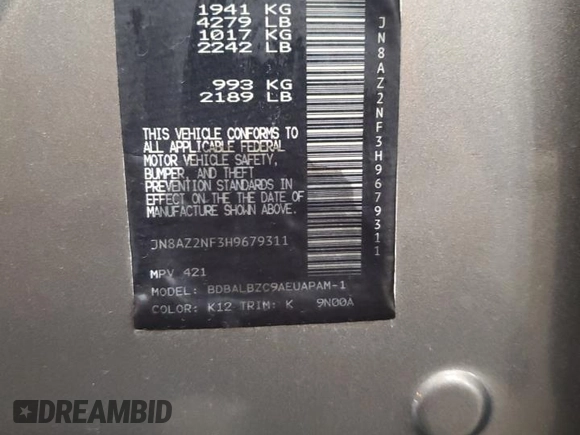 1941 KG
4279 LB
1017 KG
2242 LB
993 KG
2189 LB
THIS VEHICLE CONFORMS TO
ALL APPLICABLE FEDERAL
MOTOR VEHICLE SAFETY,
BUMPER, AND THEFT
PREVENTION STANDARDS IN
EFFECT ON THE DATE OF
MANUFACTURE SHOWN ABOVE.
JN8AZ2NF3H9679311
MPV 421
MODEL: BDBALBZC9AEUAPAM-1
COLOR: K12 TRIM: K 9N00A
JN8AZ2NF3H9679311
DREAMBID